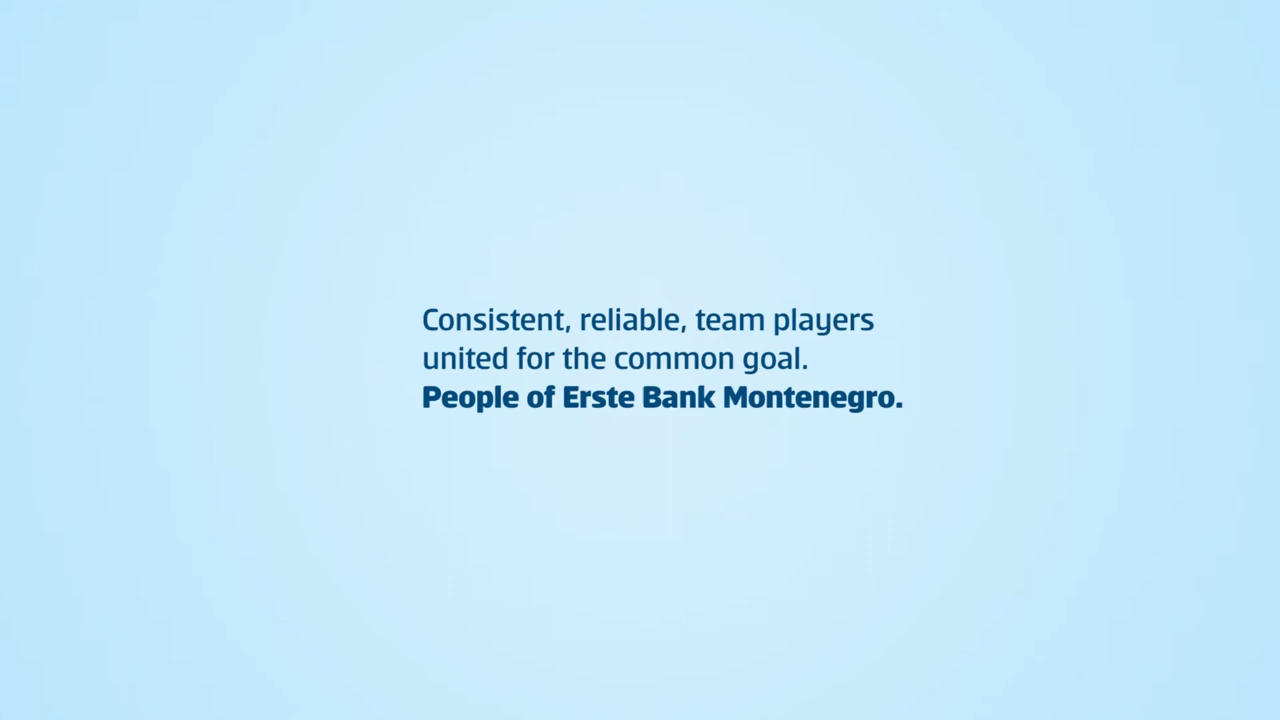 Consistent, reliable, team players
united for the common goal.
People of Erste Bank Montenegro.